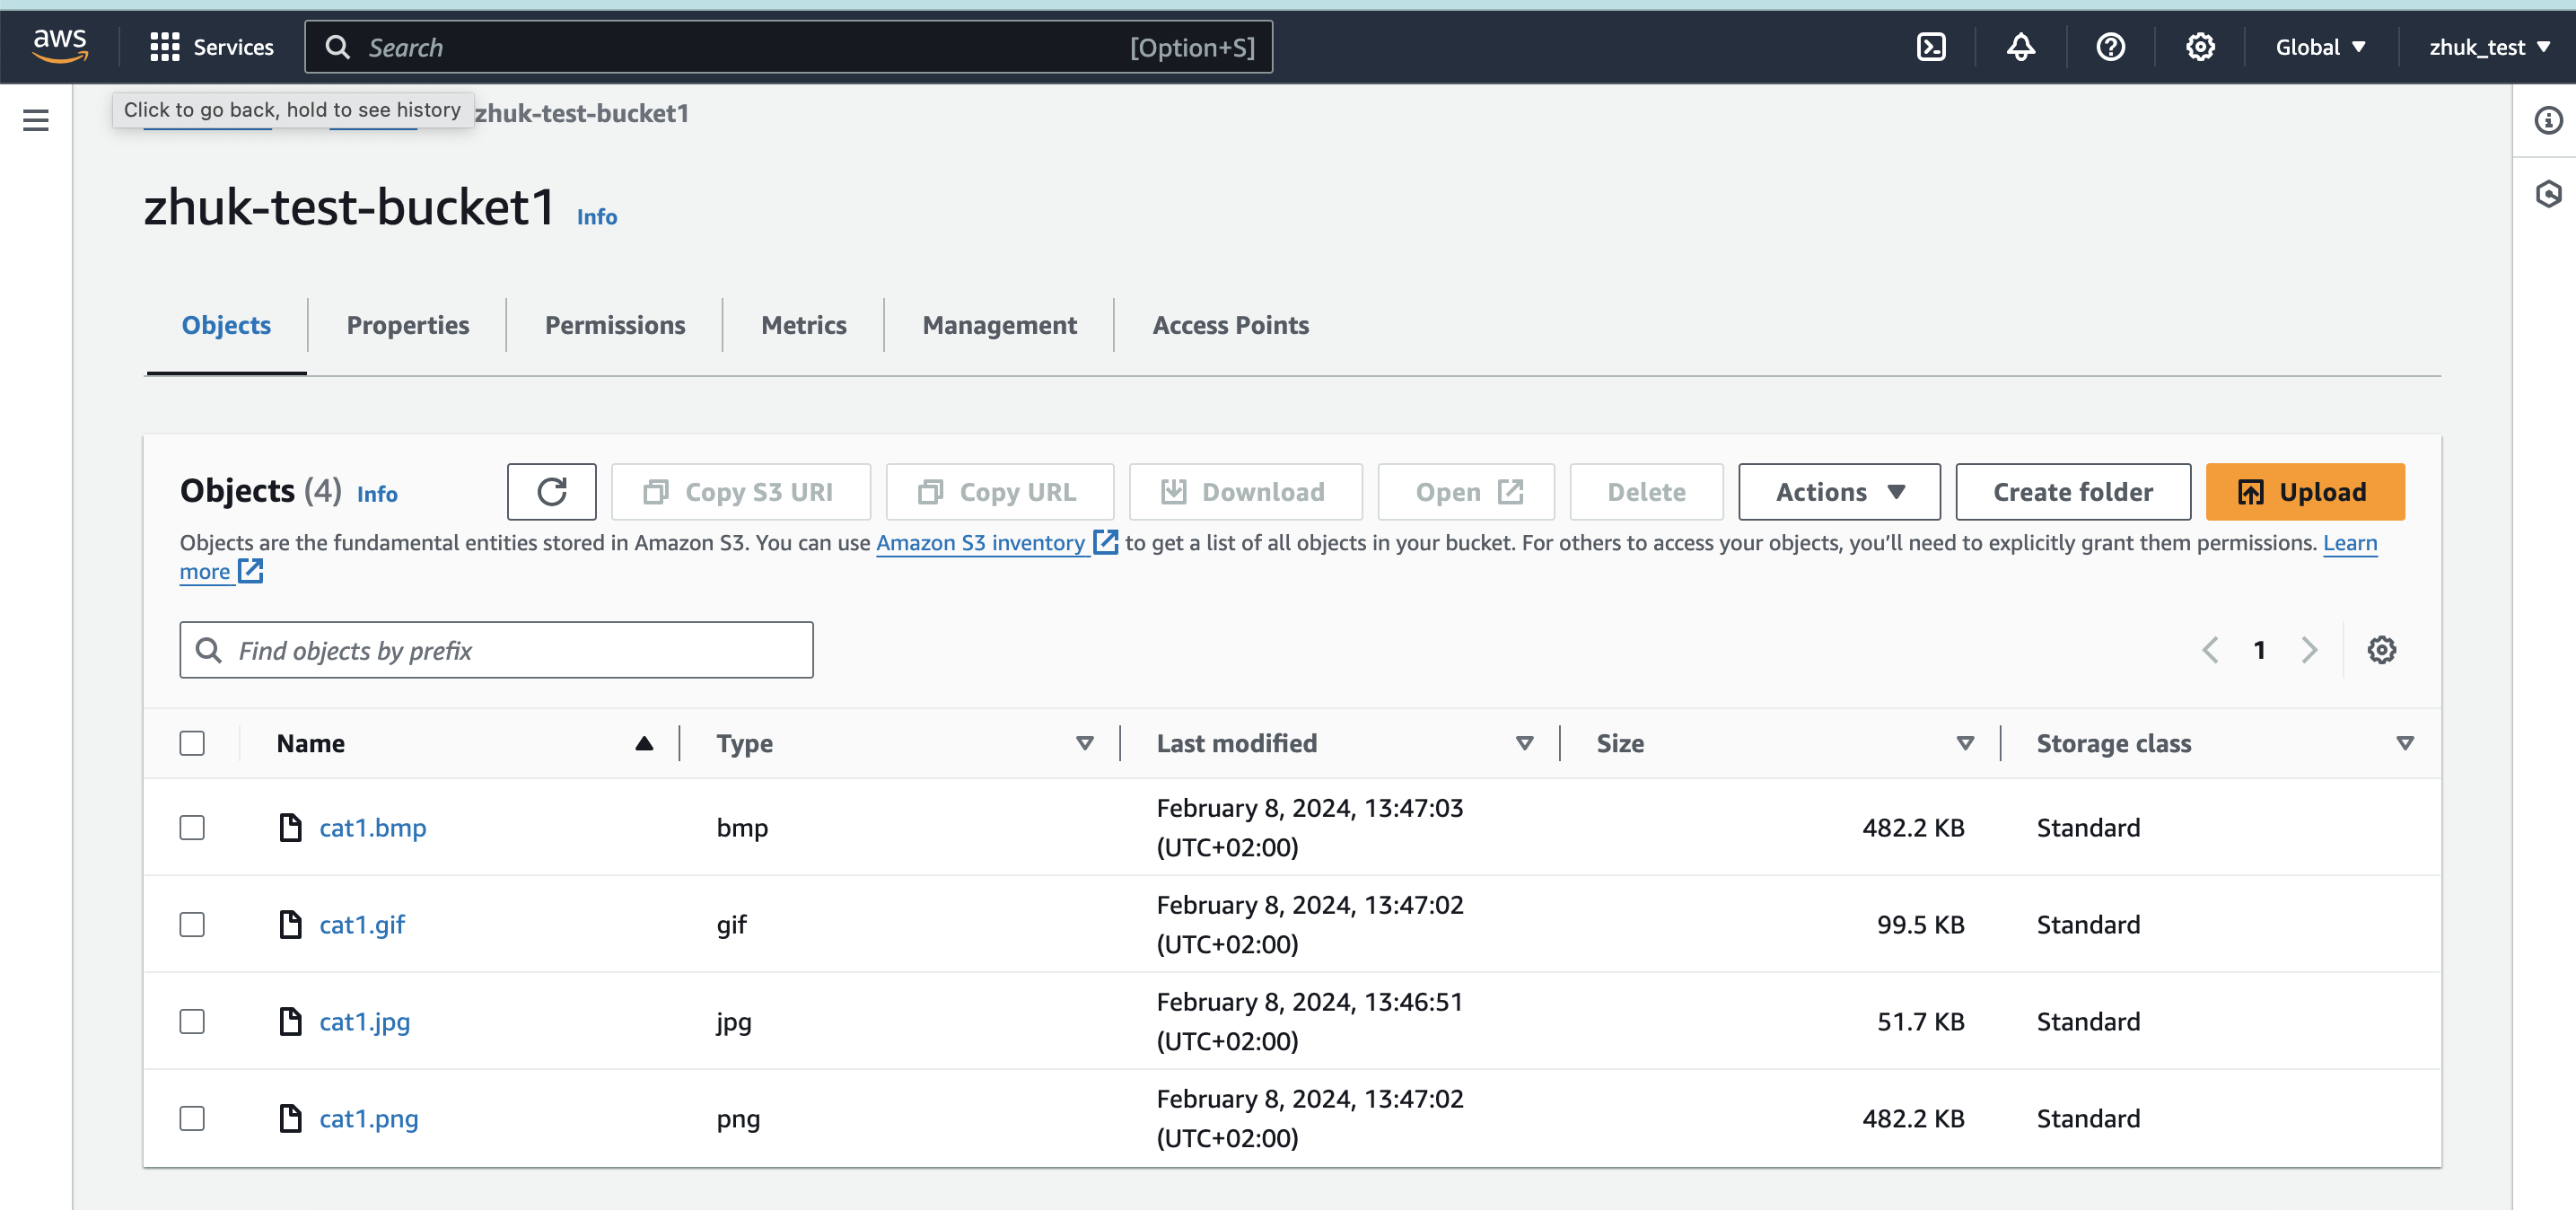 aws
Services
Search
[Option+S]
Global
zhuk_test
Click to go back, hold to see history
zhuk-test-bucket1
zhuk-test-bucket1 Info
Objects
Properties
Permissions
Metrics
Management
Access Points
Objects (4) Info
Copy S3 URI
Copy URL
Download
Open
Delete
Actions
Create folder
Upload
Objects are the fundamental entities stored in Amazon S3. You can use Amazon S3 inventory to get a list of all objects in your bucket. For others to access your objects, you’ll need to explicitly grant them permissions. Learn
more
Find objects by prefix
1
Name Type Last modified Size Storage class
cat1.bmp bmp February 8, 2024, 13:47:03 (UTC+02:00) 482.2 KB Standard
cat1.gif gif February 8, 2024, 13:47:02 (UTC+02:00) 99.5 KB Standard
cat1.jpg jpg February 8, 2024, 13:46:51 (UTC+02:00) 51.7 KB Standard
cat1.png png February 8, 2024, 13:47:02 (UTC+02:00) 482.2 KB Standard